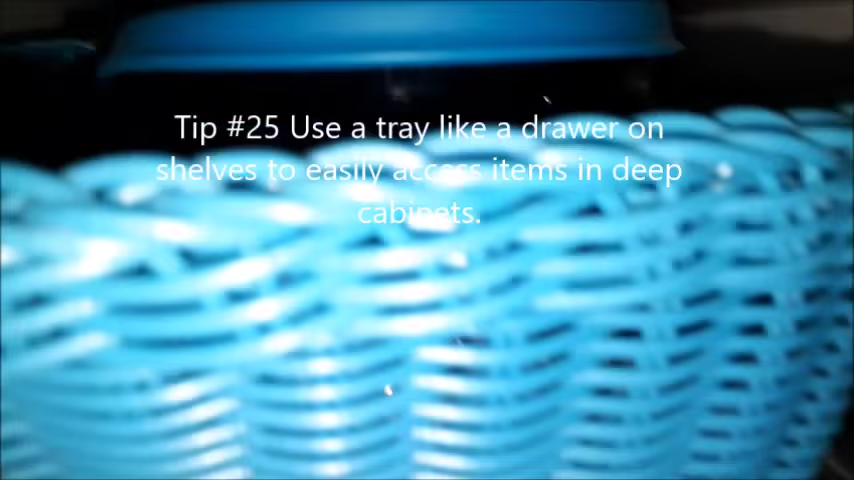 Tip #25 Use a tray like a drawer on
shelves to easily access items in deep
cabinets.